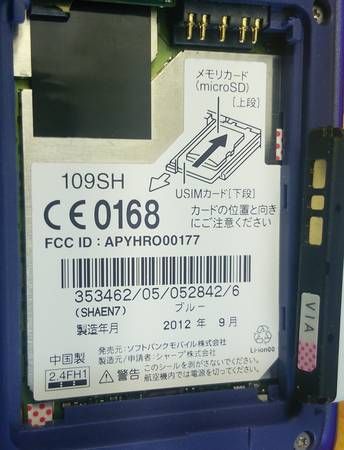 メモリカード
(microSD)
[上段]
USIMカード[下段]
カードの位置と向き
にご注意ください
109SH
CE0168
FCC ID : APYHRO00177
353462/05/052842/6
(SHAEN7) ブルー
製造年月 2012 年 9月
中国製
2.4FH1
発売元:ソフトバンクモバイル株式会社
製造元/申請者:シャープ株式会社
警告
このシールを剥がさないでください。
航空機内では電源を切ってください。
Li-ion00
VIA